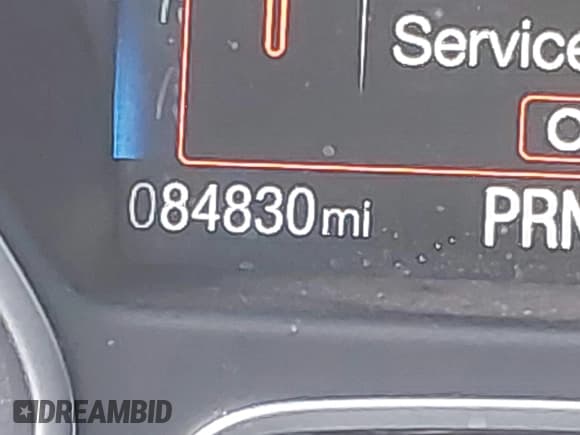 Service
O
084830mi
PRN
DREAMBID